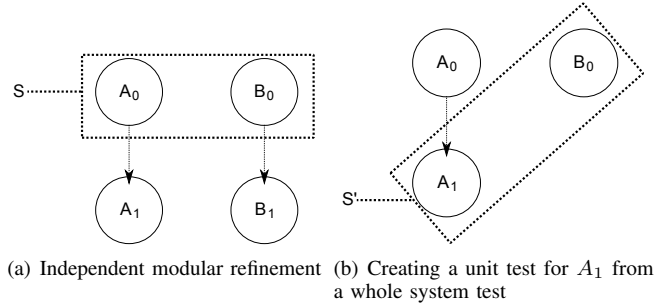 S
A0
B0
A1
B1
(a) Independent modular refinement
A0
B0
A1
S'
(b) Creating a unit test for A1 from
a whole system test